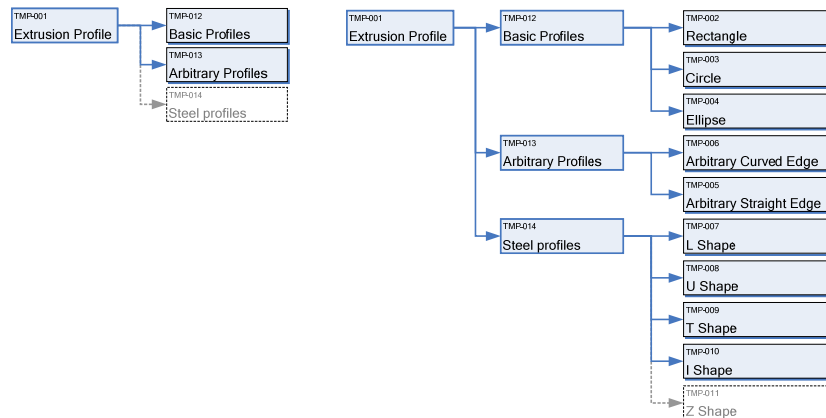 TMP-001
Extrusion Profile
TMP-012
Basic Profiles
TMP-013
Arbitrary Profiles
TMP-014
Steel profiles
TMP-001
Extrusion Profile
TMP-012
Basic Profiles
TMP-002
Rectangle
TMP-003
Circle
TMP-004
Ellipse
TMP-013
Arbitrary Profiles
TMP-006
Arbitrary Curved Edge
TMP-005
Arbitrary Straight Edge
TMP-014
Steel profiles
TMP-007
L Shape
TMP-008
U Shape
TMP-009
T Shape
TMP-010
I Shape
TMP-011
Z Shape